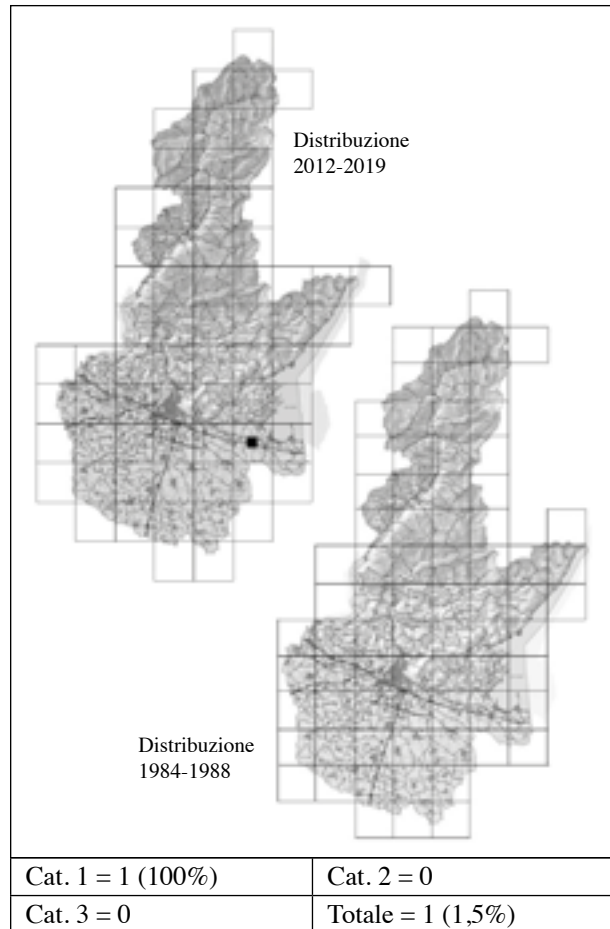 Distribuzione
2012-2019
Distribuzione
1984-1988
Cat. 1 = 1 (100%)
Cat. 2 = 0
Cat. 3 = 0
Totale = 1 (1,5%)